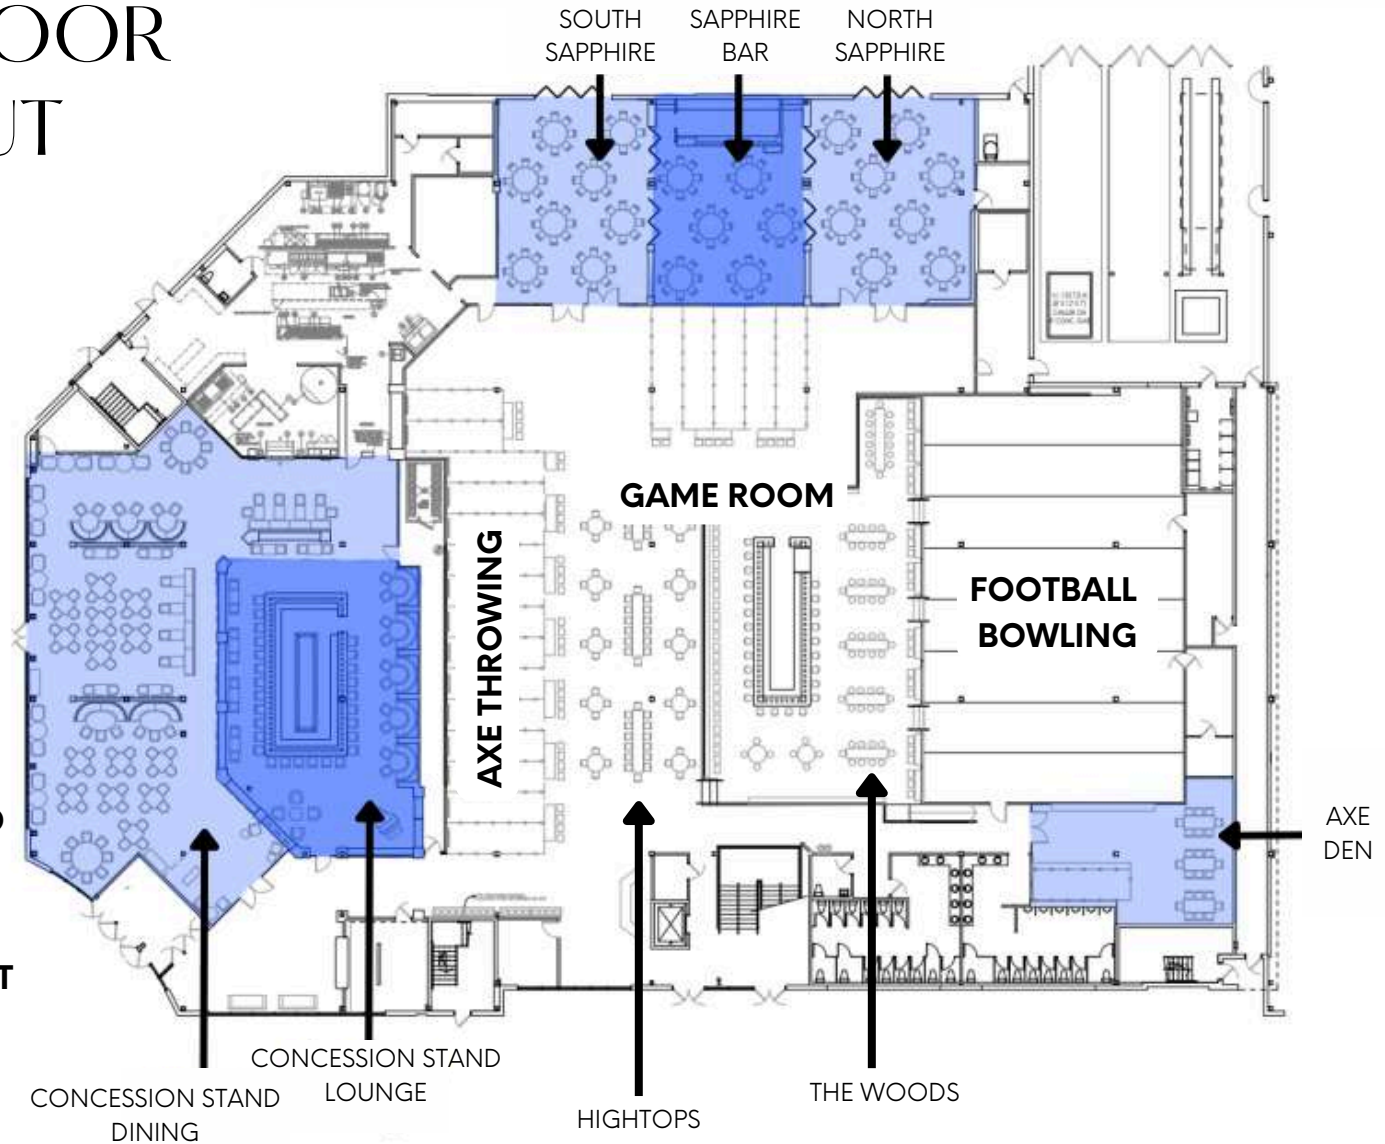 OOR
UT
SOUTH
SAPPHIRE
SAPPHIRE
BAR
NORTH
SAPPHIRE
GAME ROOM
AXE THROWING
FOOTBALL
BOWLING
AXE
DEN
T
CONCESSION STAND
LOUNGE
CONCESSION STAND
DINING
THE WOODS
HIGHTOPS